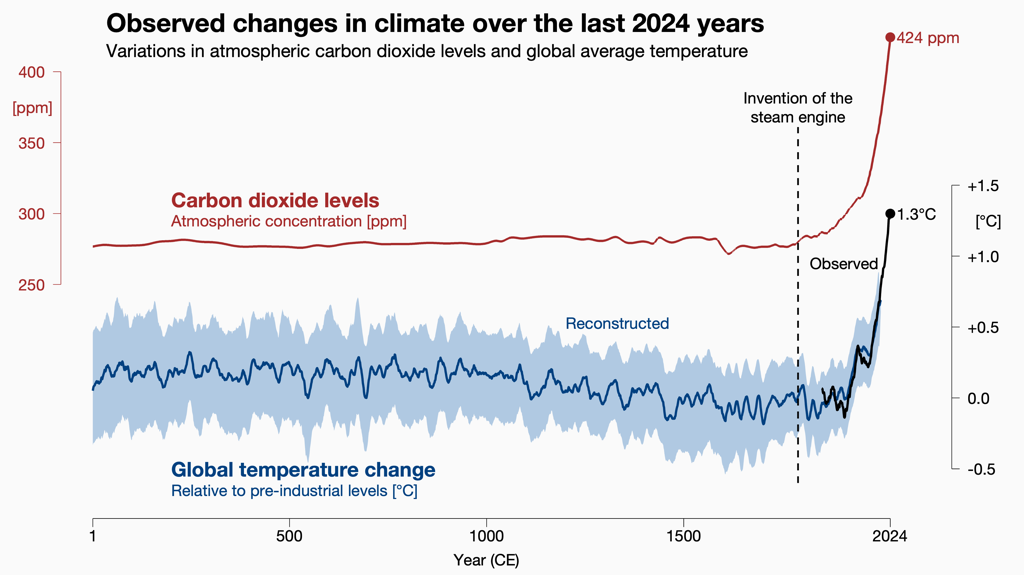 Observed changes in climate over the last 2024 years
Variations in atmospheric carbon dioxide levels and global average temperature
424 ppm
400
[ppm]
350
300
250
Invention of the
steam engine
Carbon dioxide levels
Atmospheric concentration [ppm]
+1.5
1.3°C
[°C]
+1.0
+0.5
0.0
-0.5
Observed
Reconstructed
Global temperature change
Relative to pre-industrial levels [°C]
1
500
1000
1500
2024
Year (CE)